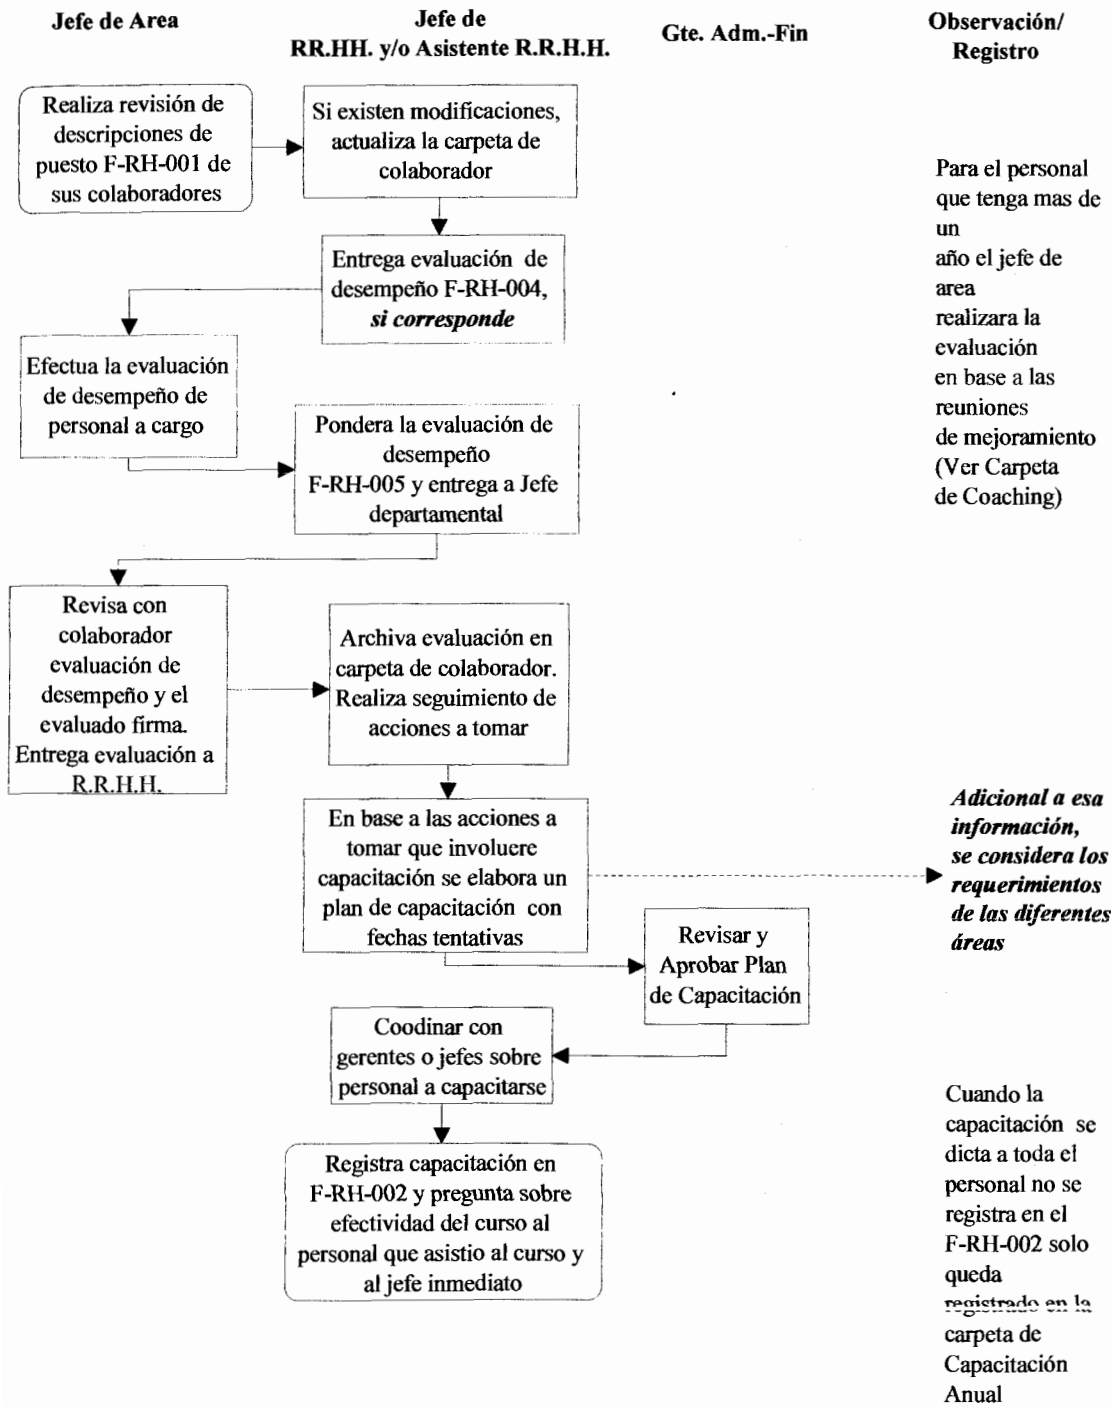 Jefe de Area
Jefe de
RR.HH. y/o Asistente R.R.H.H.
Gte. Adm.-Fin
Observación/
Registro
Realiza revisión de
descripciones de
puesto F-RH-001 de
sus colaboradores
Si existen modificaciones,
actualiza la carpeta de
colaborador
Para el personal
que tenga mas de
un
año el jefe de
area
realizara la
evaluación
en base a las
reuniones
de mejoramiento
(Ver Carpeta
de Coaching)
Entrega evaluación de
desempeño F-RH-004,
si corresponde
Efectua la evaluación
de desempeño de
personal a cargo
Pondera la evaluación de
desempeño
F-RH-005 y entrega a Jefe
departamental
Revisa con
colaborador
evaluación de
desempeño y el
evaluado firma.
Entrega evaluación a
R.R.H.H.
Archiva evaluación en
carpeta de colaborador.
Realiza seguimiento de
acciones a tomar
En base a las acciones a
tomar que involuere
capacitación se elabora un
plan de capacitación con
fechas tentativas
Adicional a esa
información,
se considera los
requerimientos
de las diferentes
áreas
Revisar y
Aprobar Plan
de Capacitación
Coodinar con
gerentes o jefes sobre
personal a capacitarse
Registra capacitación en
F-RH-002 y pregunta sobre
efectividad del curso al
personal que asistio al curso y
al jefe inmediato
Cuando la
capacitación se
dicta a toda el
personal no se
registra en el
F-RH-002 solo
queda
registrado en la
carpeta de
Capacitación
Anual